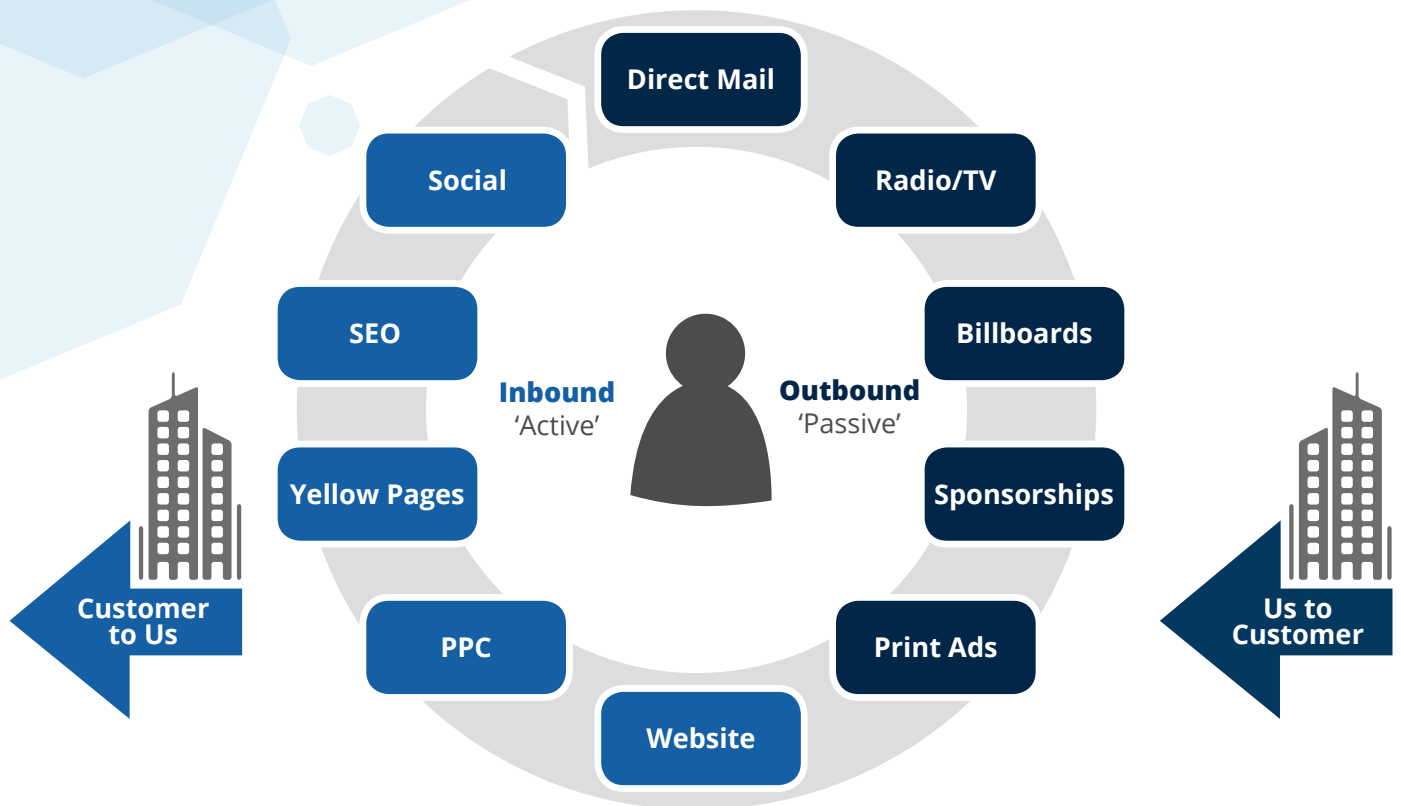 Direct Mail
Social
Radio/TV
SEO
Billboards
Inbound
‘Active’
Outbound
‘Passive’
Yellow Pages
Sponsorships
Customer
to Us
Us to
Customer
PPC
Print Ads
Website